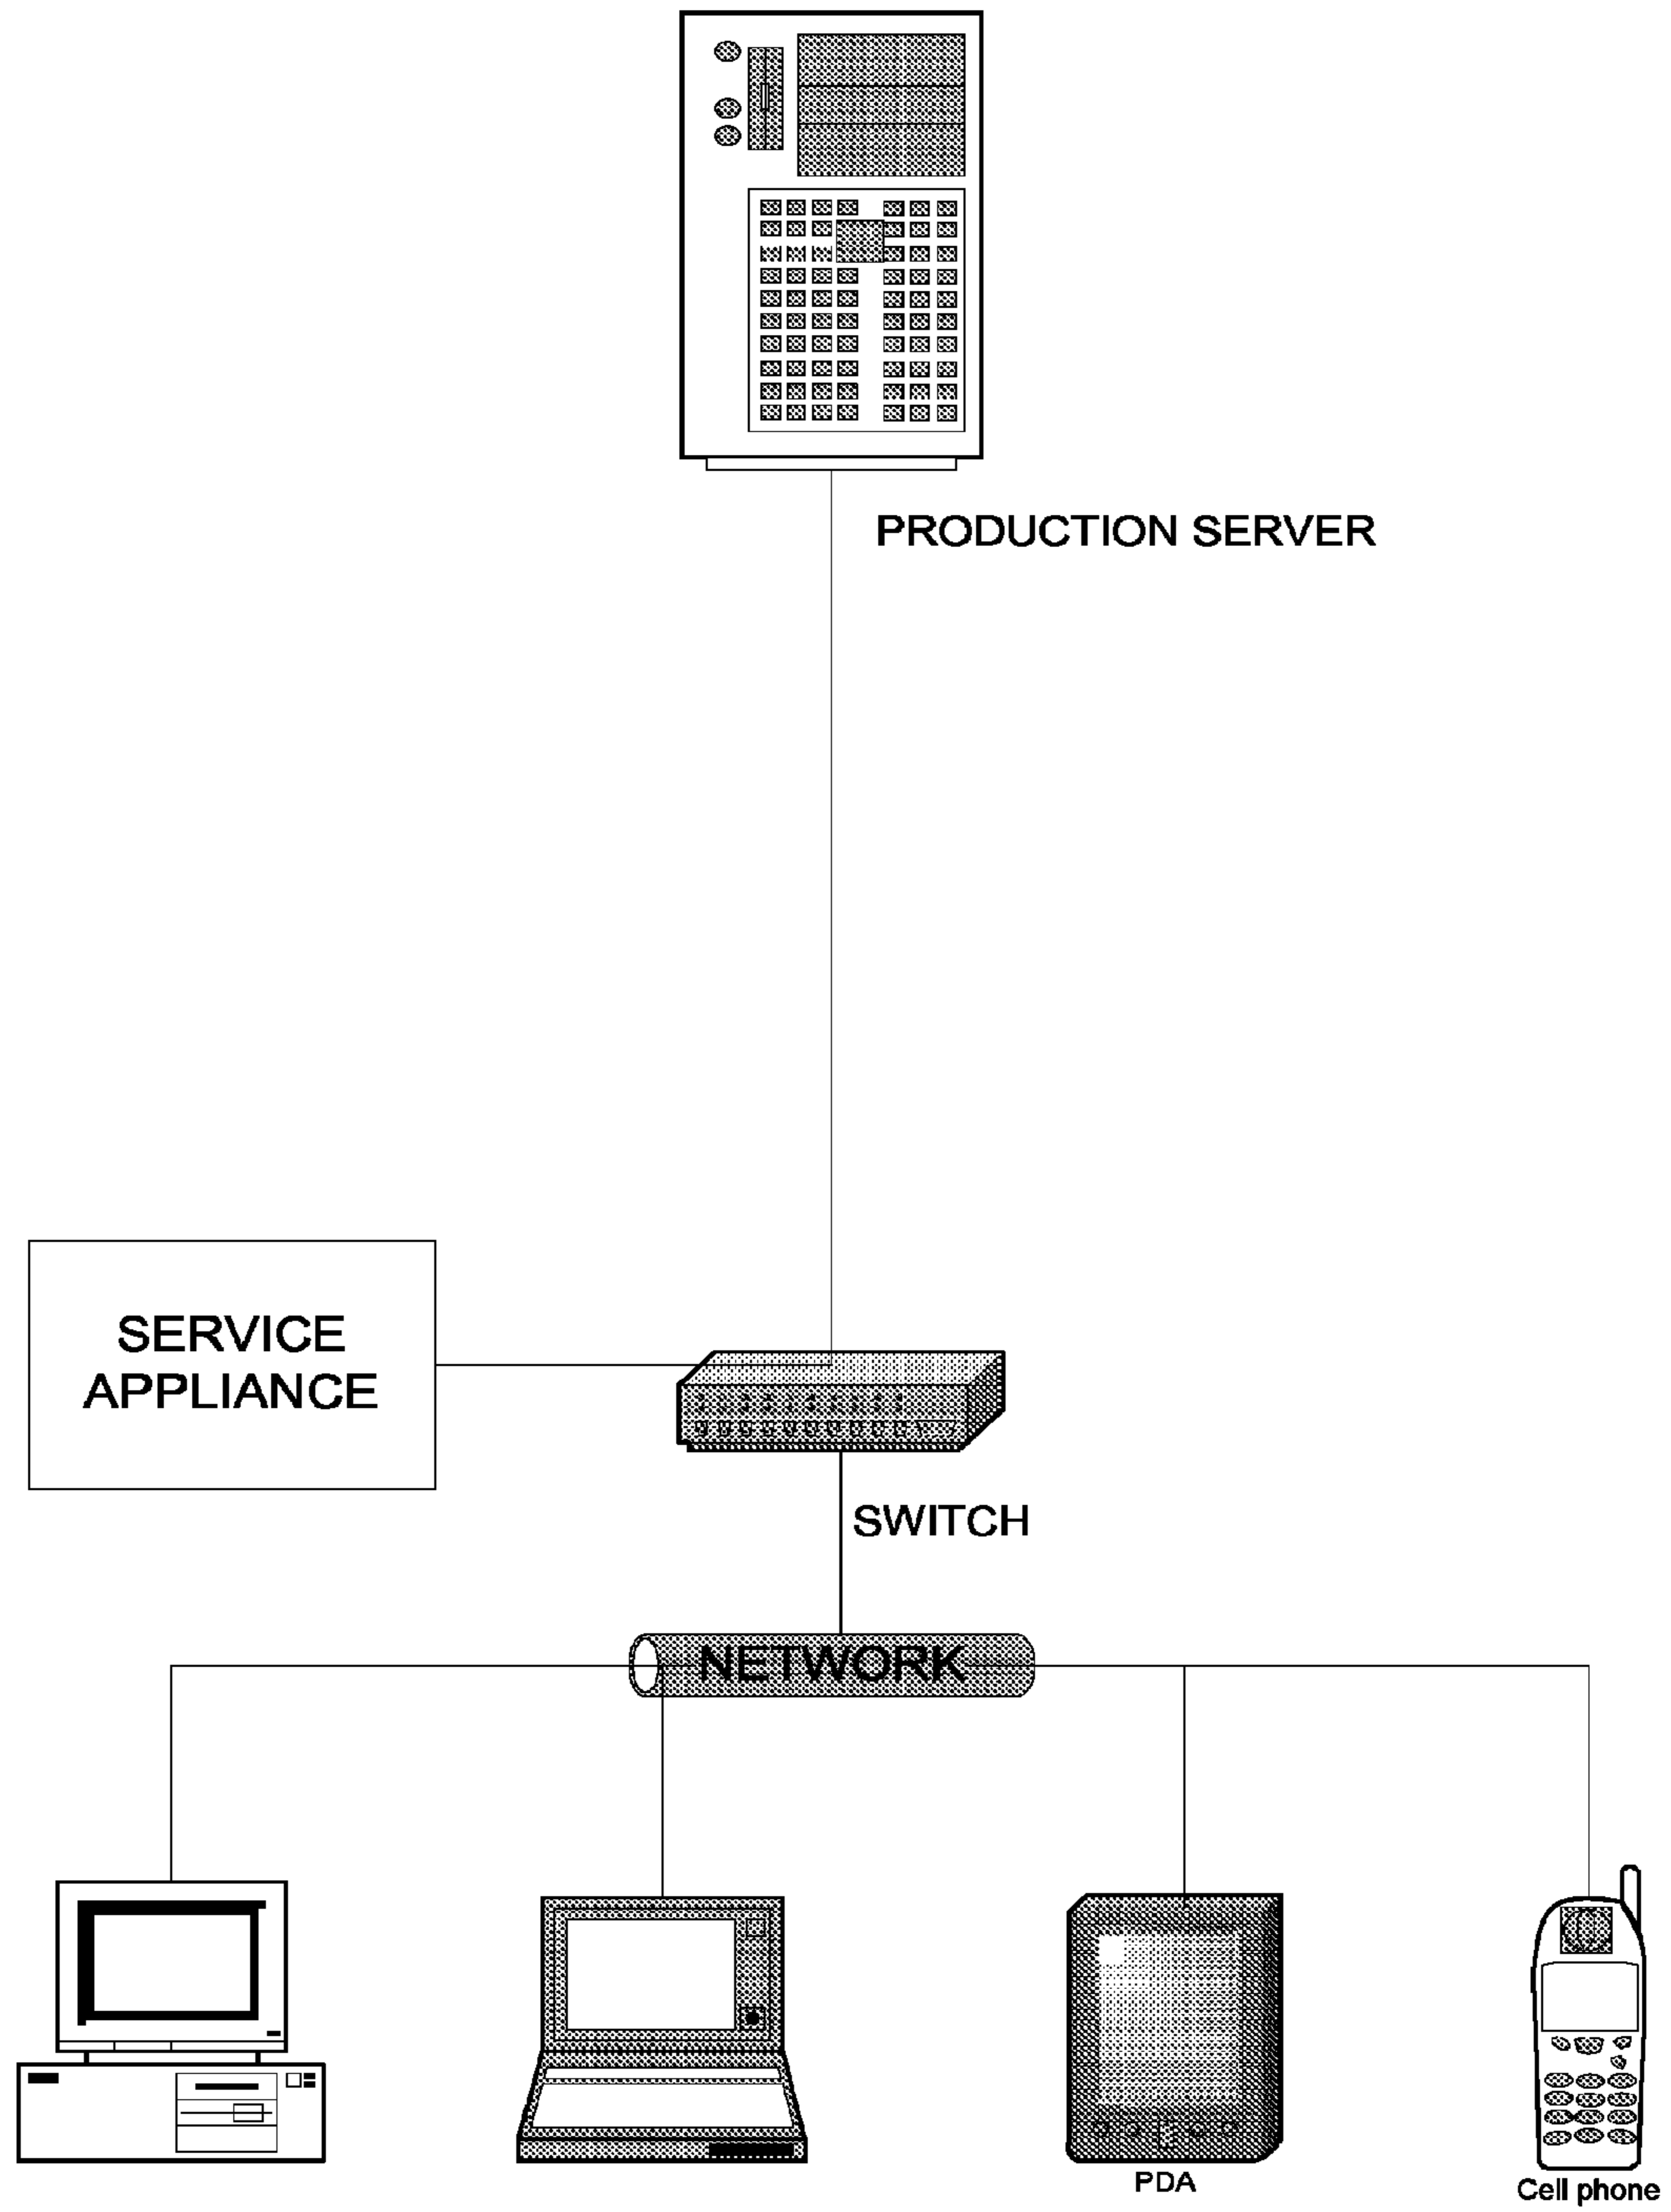 PRODUCTION SERVER
SERVICE
APPLIANCE
SWITCH
NETWORK
PDA
Cell phone